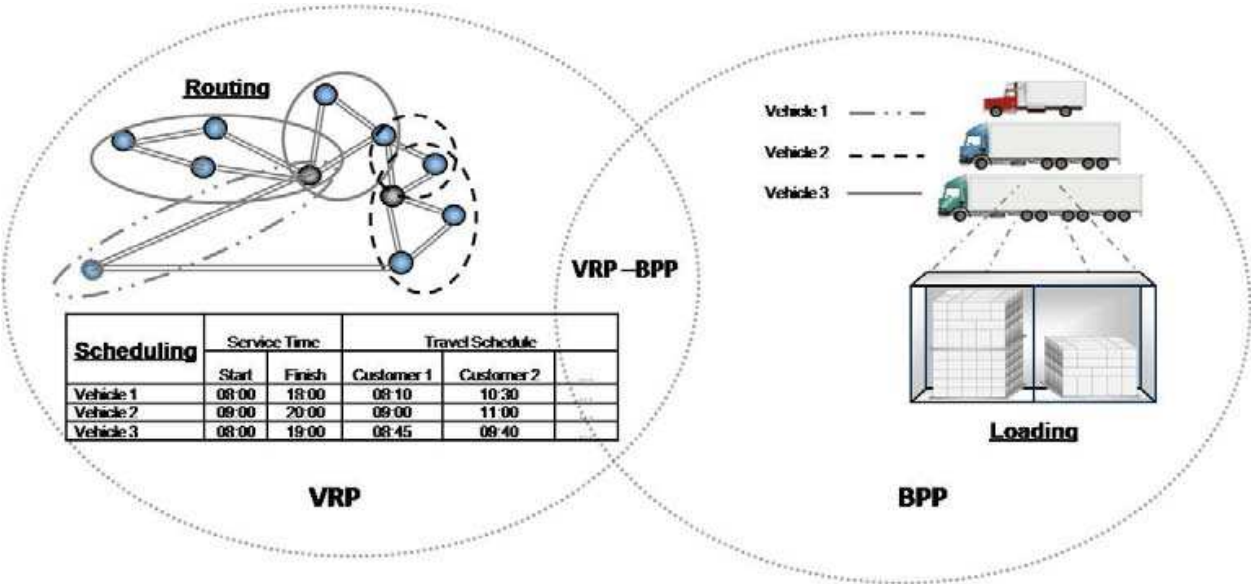 Routing
Vehicle 1
Vehicle 2
Vehicle 3
VRP –BPP
Scheduling Service Time Travel Schedule
Start Finish Customer 1 Customer 2
Vehicle 1 08:00 18:00 08:10 10:30
Vehicle 2 09:00 20:00 09:00 11:00
Vehicle 3 08:00 19:00 08:45 09:40
Loading
VRP
BPP